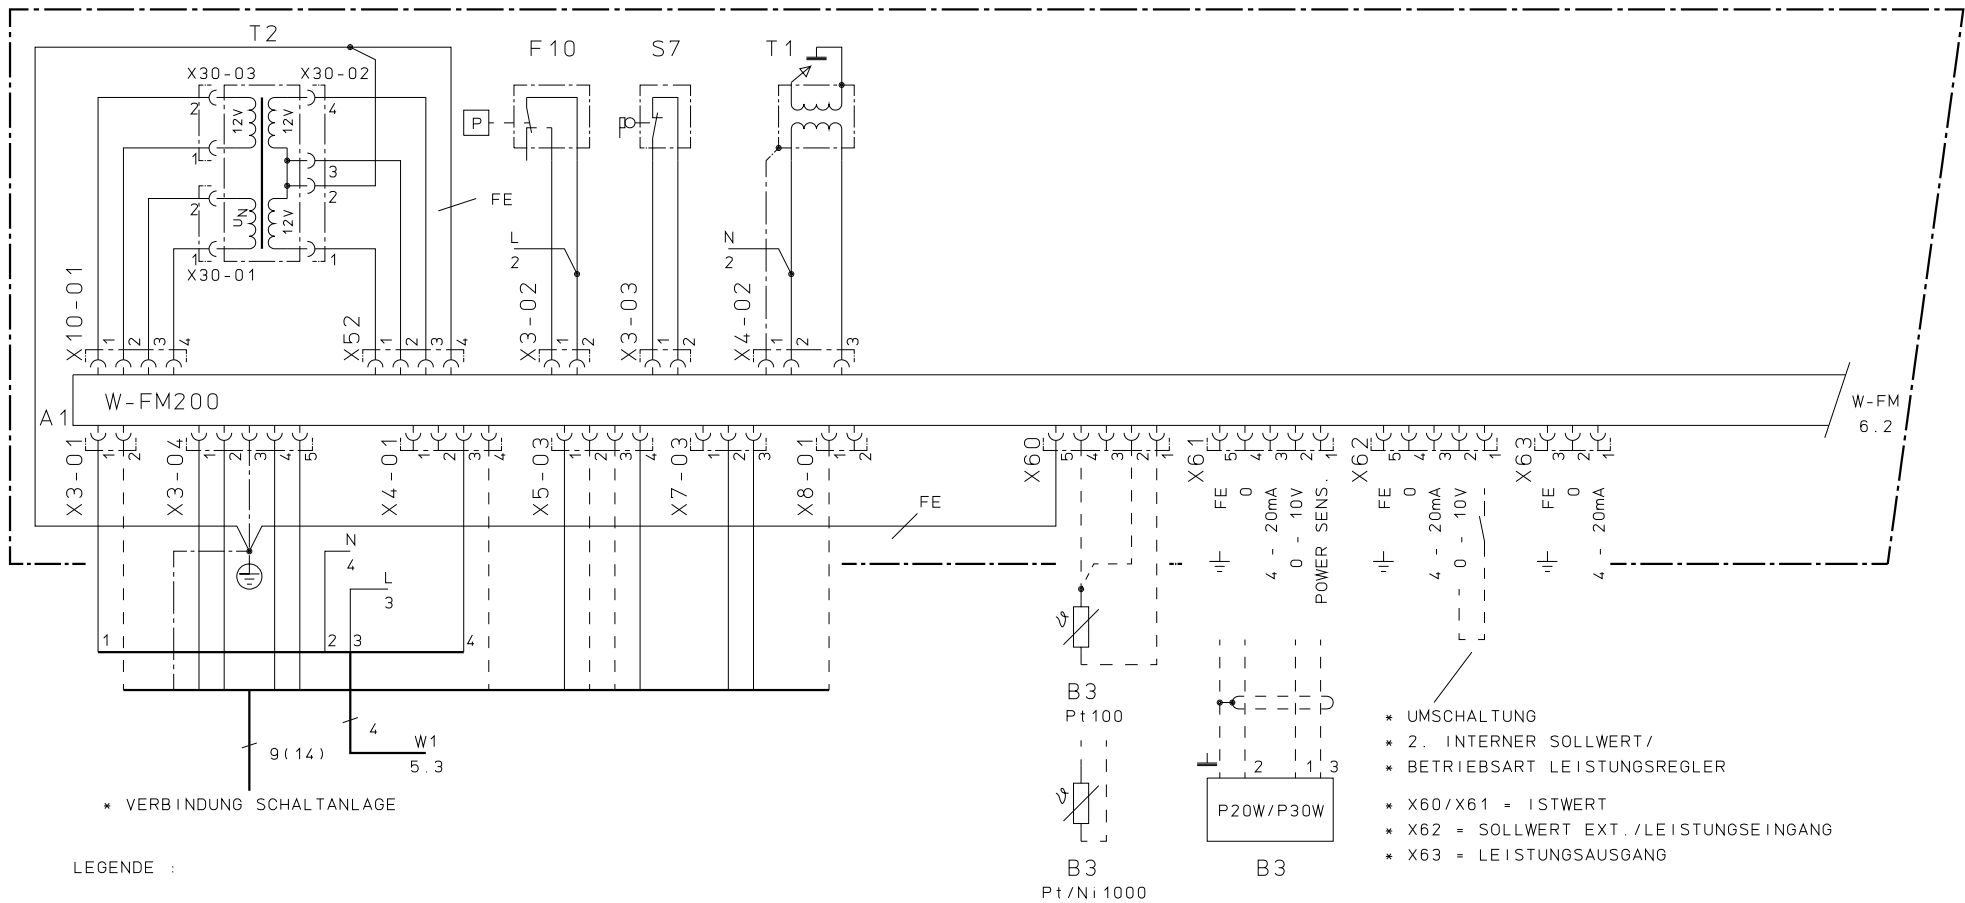 T2
F10
S7
T1
X30-03
X30-02
2
12V
12V
4
P
1
3
2
2
UN
12V
FE
1
X30-01
1
L
2
N
2
X10-01
1
2
3
4
X52
1
2
3
4
X3-02
1
2
X3-03
1
2
X4-02
1
2
3
A1
W-FM200
W-FM
6.2
X3-01
1
2
X3-04
1
2
3
4
5
X4-01
1
2
3
4
X5-03
1
2
3
4
X7-03
1
2
3
X8-01
1
2
X60
5
4
3
2
1
X61
5
4
3
2
1
X62
5
4
3
2
1
X63
3
2
1
FE
FE
0
4 - 20mA
0 - 10V
POWER SENS.
FE
0
4 - 20mA
0 - 10V
FE
0
4 - 20mA
N
4
L
3
1
2
3
4
ϑ
B3
Pt100
4
9(14)
W1
5.3
* VERBINDUNG SCHALTANLAGE
LEGENDE :
ϑ
B3
Pt/Ni1000
2
1
3
P20W/P30W
B3
* UMSCHALTUNG
* 2. INTERNER SOLLWERT/
* BETRIEBSART LEISTUNGSREGLER
* X60/X61 = ISTWERT
* X62 = SOLLWERT EXT./LEISTUNGSEINGANG
* X63 = LEISTUNGSAUSGANG